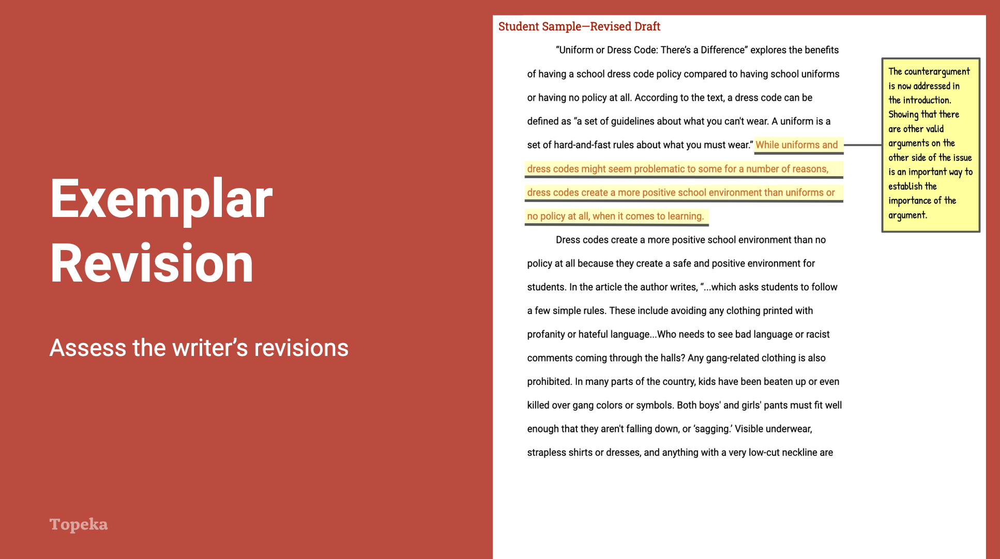 Exemplar
Revision
Assess the writer’s revisions
Topeka
Student Sample—Revised Draft
“Uniform or Dress Code: There’s a Difference” explores the benefits
of having a school dress code policy compared to having school uniforms
or having no policy at all. According to the text, a dress code can be
defined as “a set of guidelines about what you can't wear. A uniform is a
set of hard-and-fast rules about what you must wear.” While uniforms and
dress codes might seem problematic to some for a number of reasons,
dress codes create a more positive school environment than uniforms or
no policy at all, when it comes to learning.
Dress codes create a more positive school environment than no
policy at all because they create a safe and positive environment for
students. In the article the author writes, “...which asks students to follow
a few simple rules. These include avoiding any clothing printed with
profanity or hateful language...Who needs to see bad language or racist
comments coming through the halls? Any gang-related clothing is also
prohibited. In many parts of the country, kids have been beaten up or even
killed over gang colors or symbols. Both boys' and girls' pants must fit well
enough that they aren't falling down, or ‘sagging.’ Visible underwear,
strapless shirts or dresses, and anything with a very low-cut neckline are
The counterargument
is now addressed in
the introduction.
Showing that there
are other valid
arguments on the
other side of the issue
is an important way to
establish the
importance of the
argument.